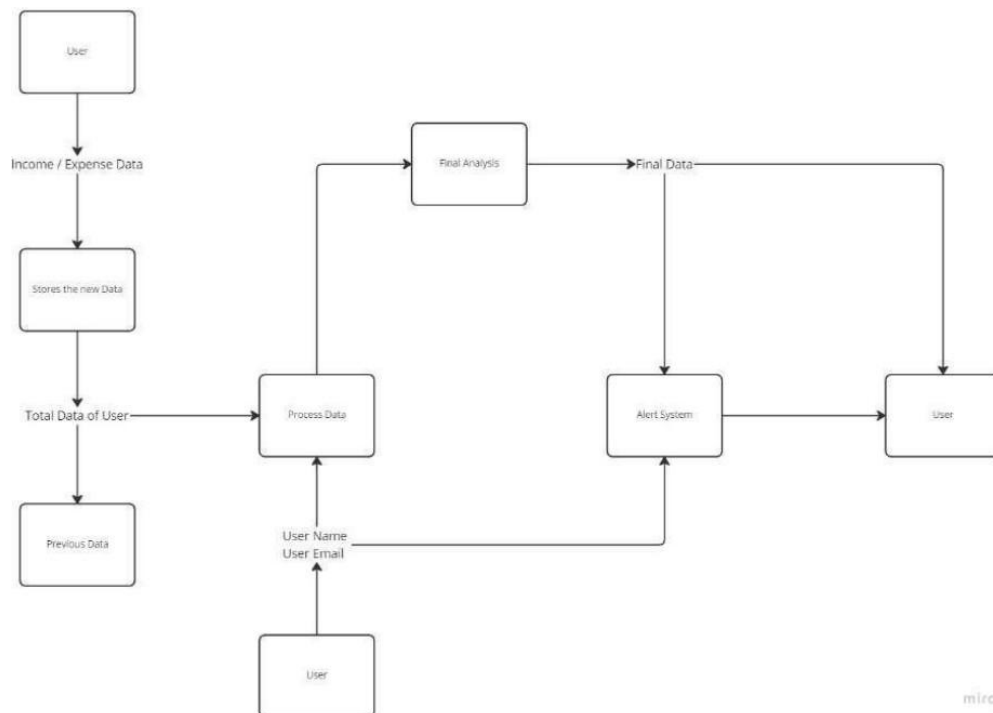 User
Income / Expense Data
Final Analysis
Final Data
Stores the new Data
Total Data of User
Process Data
Alert System
User
Previous Data
User Name
User Email
User